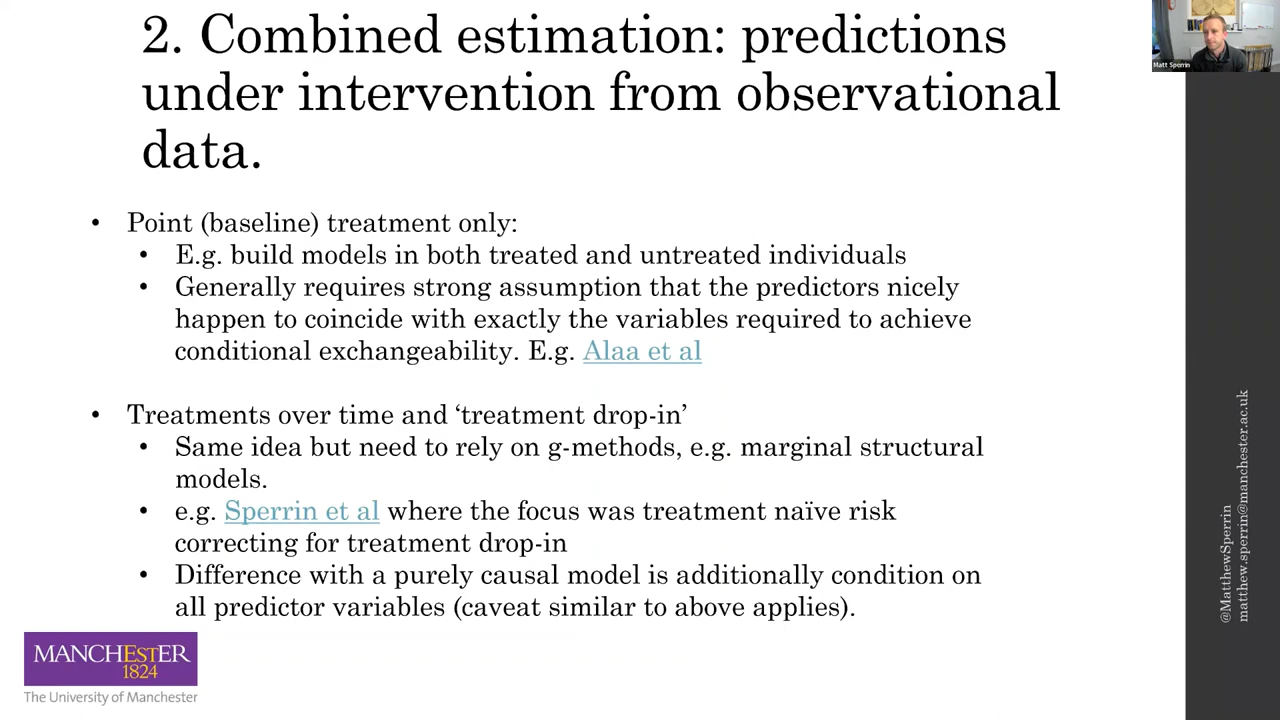 2. Combined estimation: predictions
under intervention from observational
data.
• Point (baseline) treatment only:
• E.g. build models in both treated and untreated individuals
• Generally requires strong assumption that the predictors nicely
happen to coincide with exactly the variables required to achieve
conditional exchangeability. E.g. Alaa et al
• Treatments over time and ‘treatment drop-in’
• Same idea but need to rely on g-methods, e.g. marginal structural
models.
• e.g. Sperrin et al where the focus was treatment naïve risk
correcting for treatment drop-in
• Difference with a purely causal model is additionally condition on
all predictor variables (caveat similar to above applies).
MANCHESTER
1824
The University of Manchester
@MatthewSperrin
matthew.sperrin@manchester.ac.uk
Matt Sperrin